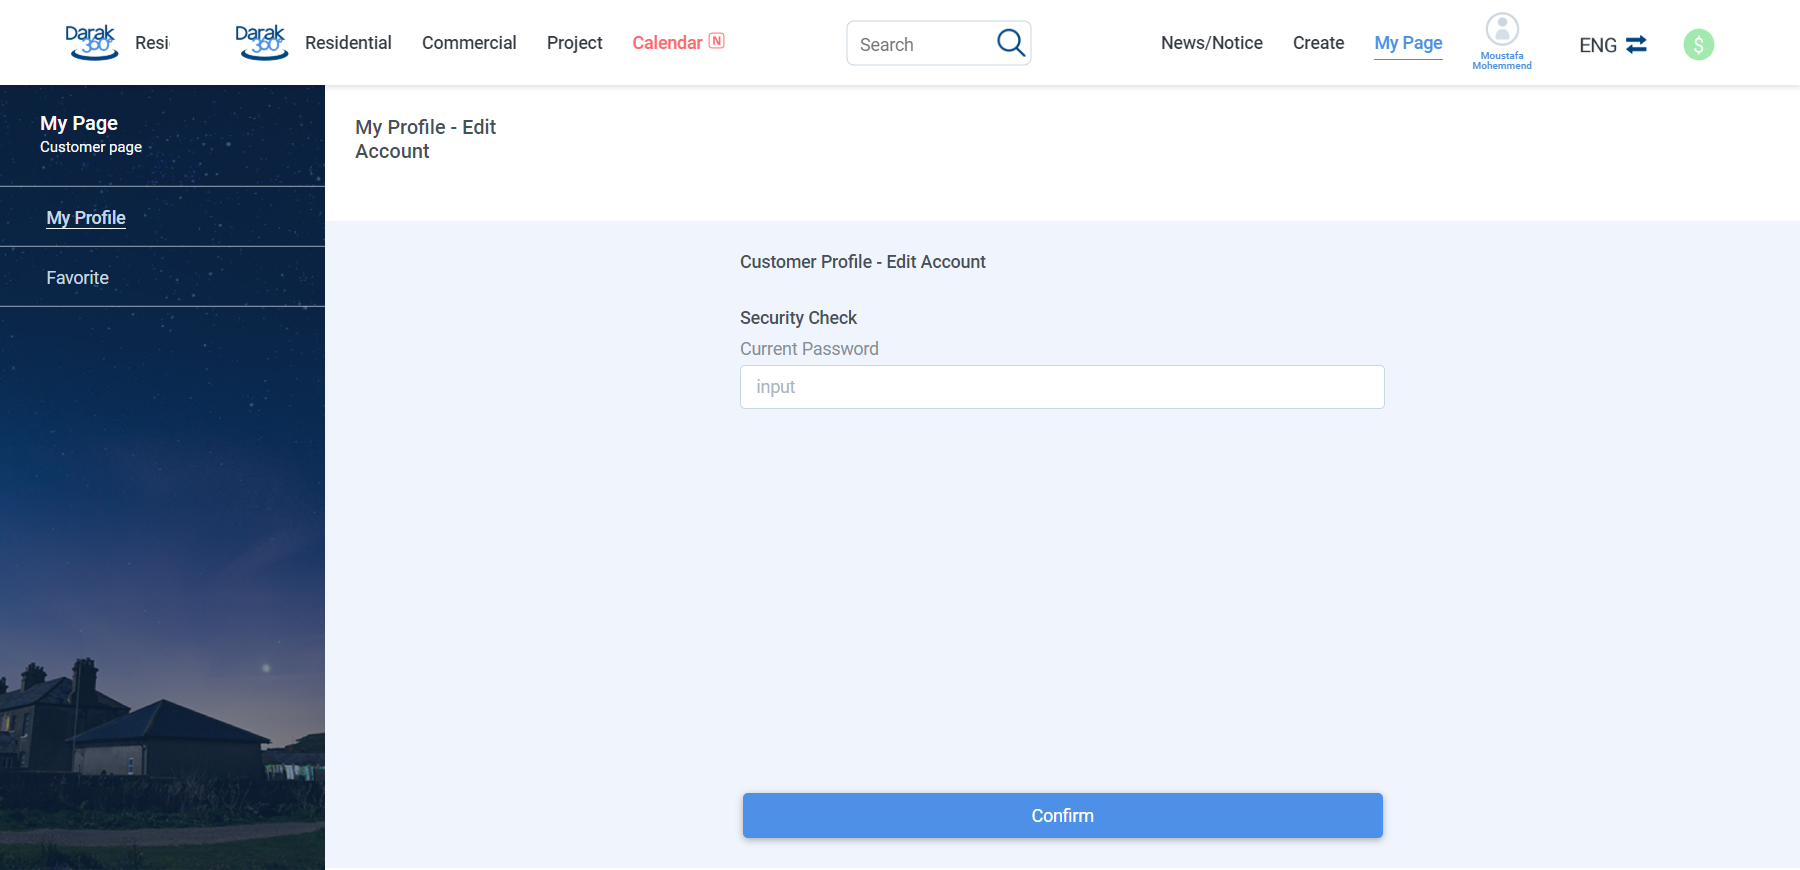 Darak 360° Resi
Darak 360° Residential Commercial Project Calendar N Search News/Notice Create My Page Moustafa Mohemmend ENG $
My Page
Customer page
My Profile
Favorite
My Profile - Edit
Account
Customer Profile - Edit Account
Security Check
Current Password
input
Confirm